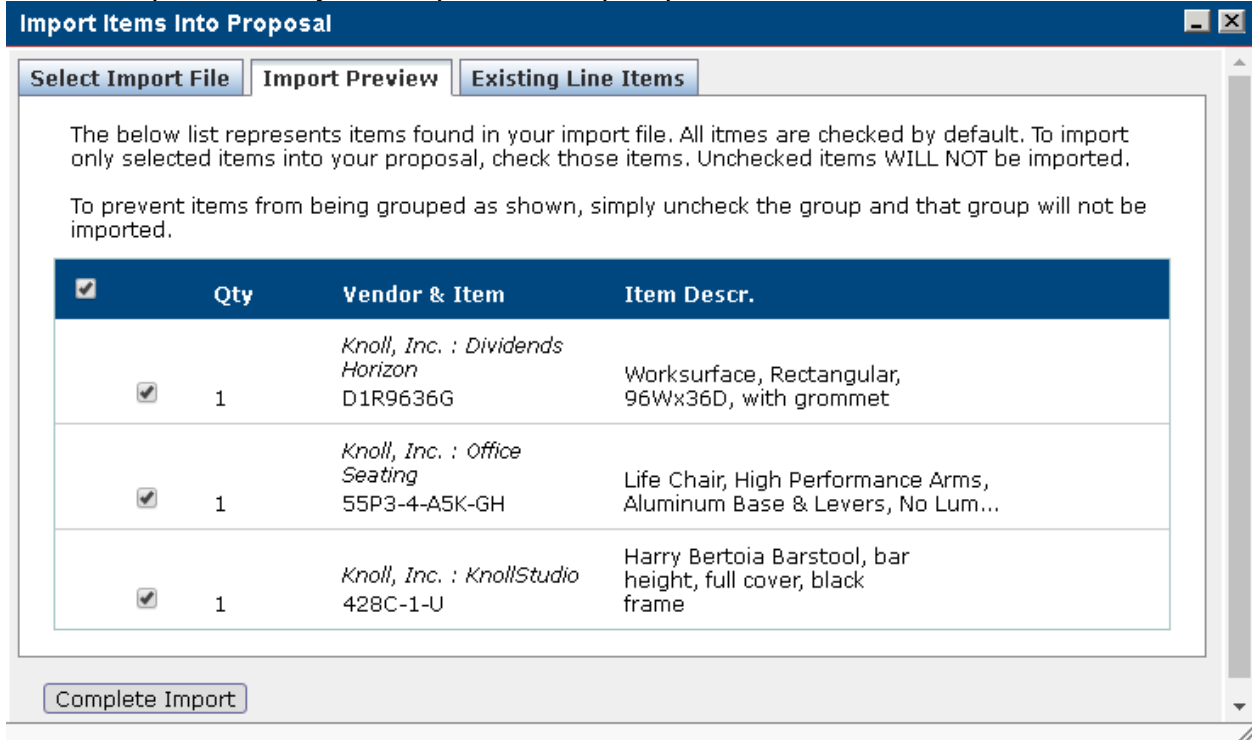 Import Items Into Proposal
Select Import File Import Preview Existing Line Items
The below list represents items found in your import file. All itmes are checked by default. To import
only selected items into your proposal, check those items. Unchecked items WILL NOT be imported.
To prevent items from being grouped as shown, simply uncheck the group and that group will not be
imported.
Qty Vendor & Item Item Descr.
Knoll, Inc. : Dividends
Horizon
D1R9636G
1
Worksurface, Rectangular,
96Wx36D, with grommet
Knoll, Inc. : Office
Seating
55P3-4-A5K-GH
1
Life Chair, High Performance Arms,
Aluminum Base & Levers, No Lum...
Knoll, Inc. : KnollStudio
428C-1-U
1
Harry Bertoia Barstool, bar
height, full cover, black
frame
Complete Import